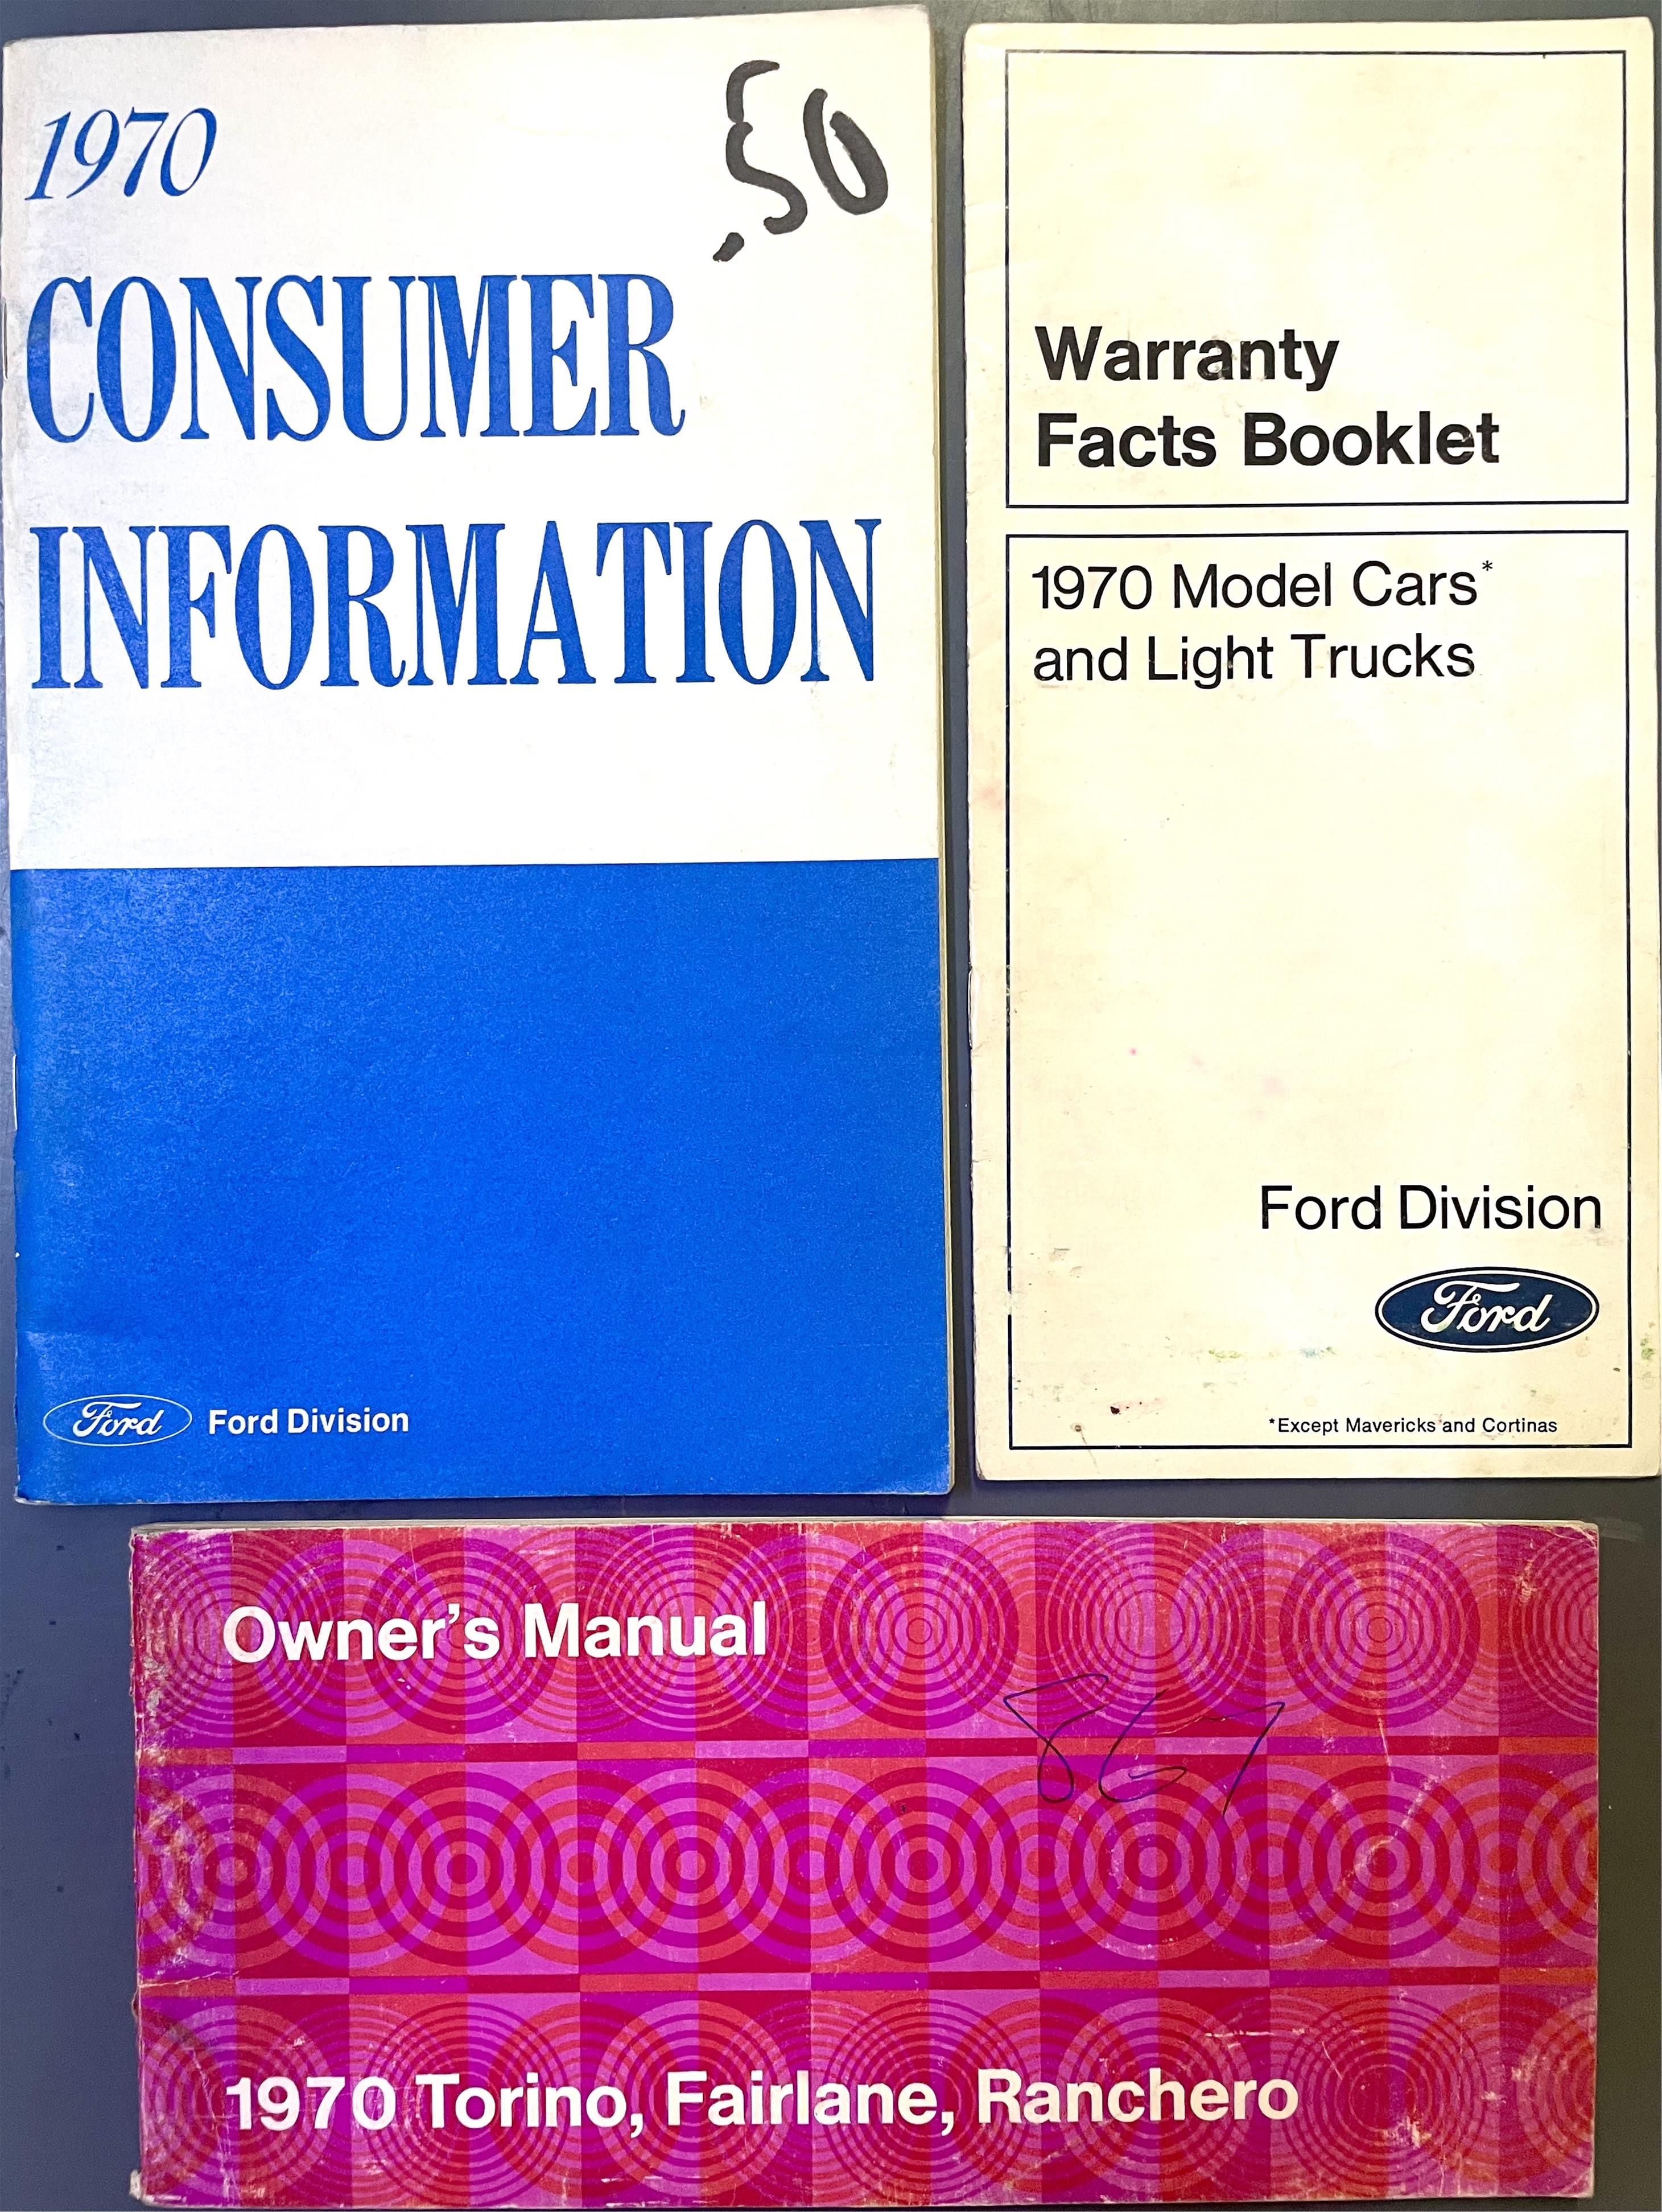 1970
.50
CONSUMER
INFORMATION
Ford Ford Division
Warranty
Facts Booklet
1970 Model Cars*
and Light Trucks
Ford Division
Ford
*Except Mavericks and Cortinas
Owner's Manual
867
1970 Torino, Fairlane, Ranchero